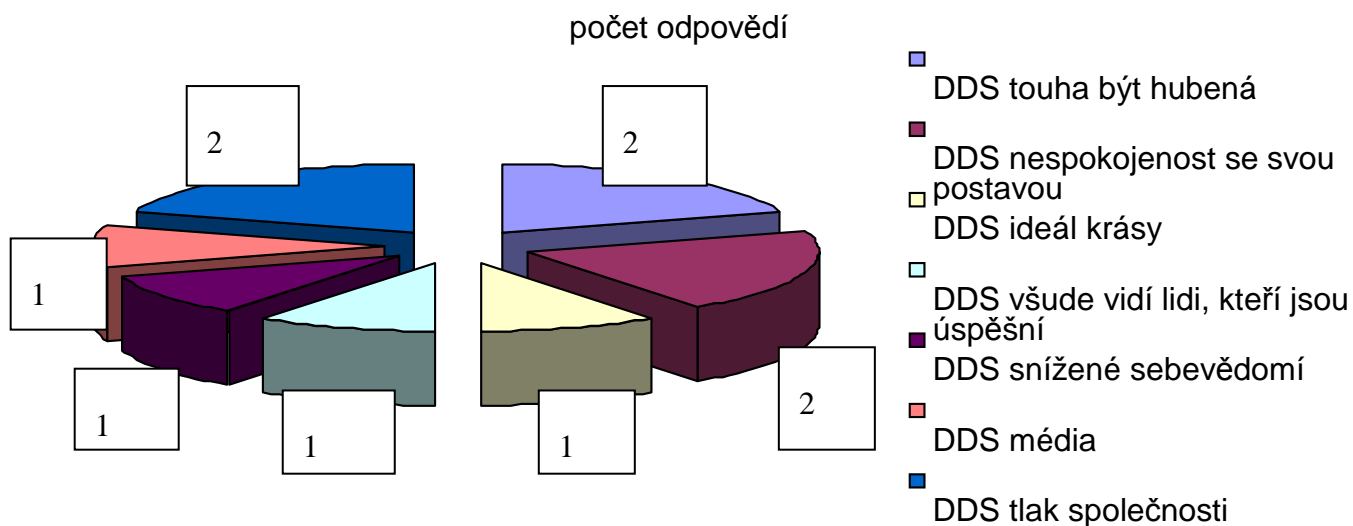 počet odpovědí
2
2
1
1
1
1
2
DDS touha být hubená
DDS nespokojenost se svou
postavou
DDS ideál krásy
DDS všude vidí lidi, kteří jsou
úspěšní
DDS snížené sebevědomí
DDS média
DDS tlak společnosti